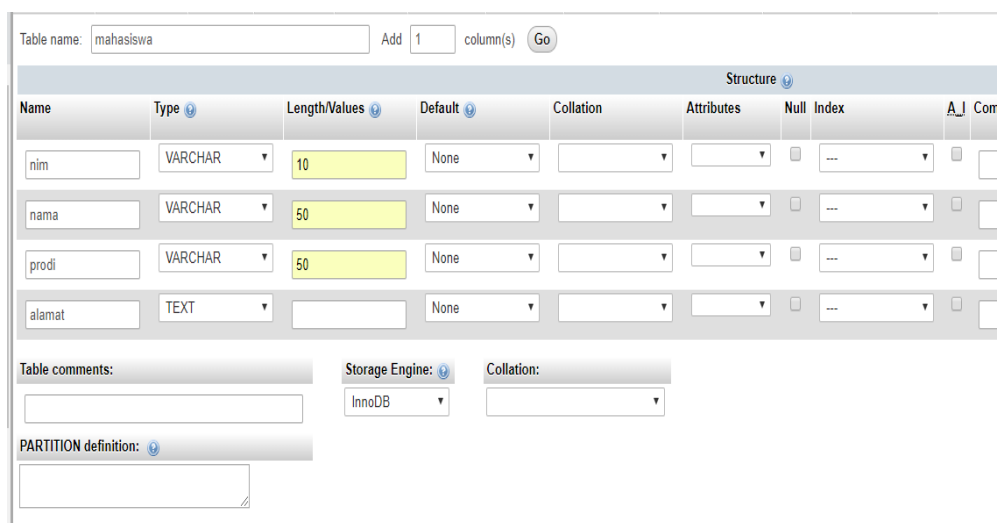 Table name: mahasiswa Add 1 column(s) Go
Structure
Name Type Length/Values Default Collation Attributes Null Index A_I Com
nim VARCHAR 10 None ---
nama VARCHAR 50 None ---
prodi VARCHAR 50 None ---
alamat TEXT None ---
Table comments: Storage Engine: Collation:
InnoDB
PARTITION definition: